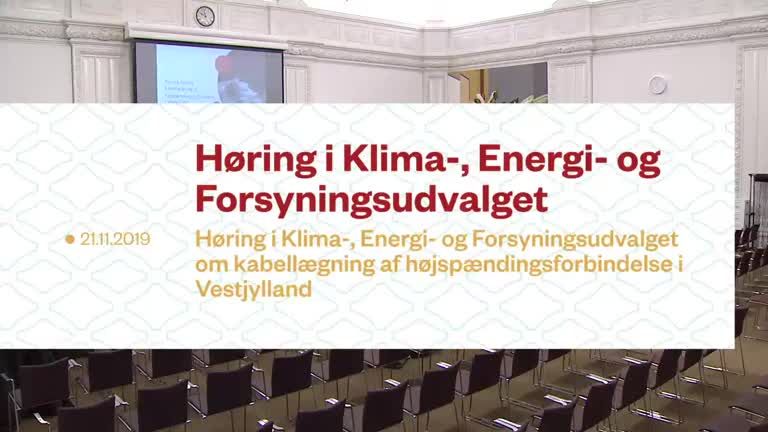 Høring i Klima-, Energi- og
Forsyningsudvalget
21.11.2019
Høring i Klima-, Energi- og Forsyningsudvalget
om kabellægning af højspændingsforbindelse i
Vestjylland